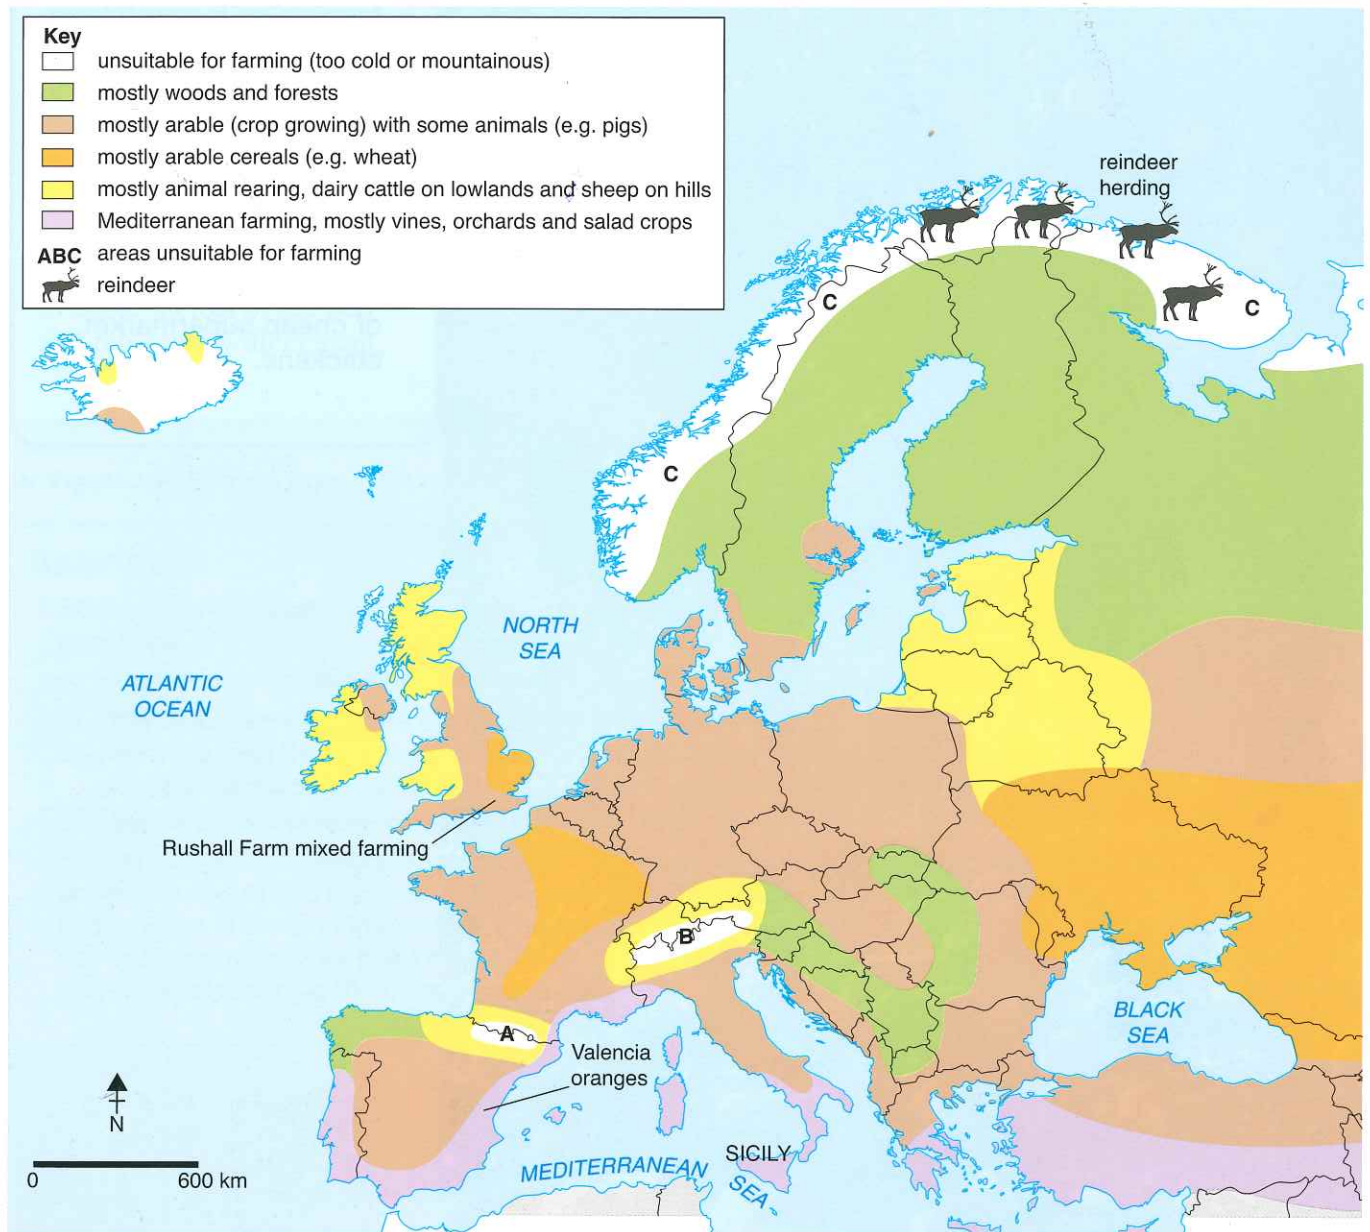 Key
unsuitable for farming (too cold or mountainous)
mostly woods and forests
mostly arable (crop growing) with some animals (e.g. pigs)
mostly arable cereals (e.g. wheat)
mostly animal rearing, dairy cattle on lowlands and sheep on hills
Mediterranean farming, mostly vines, orchards and salad crops
ABC areas unsuitable for farming
reindeer
reindeer
herding
C
C
C
NORTH
SEA
ATLANTIC
OCEAN
Rushall Farm mixed farming
B
A
BLACK
SEA
Valencia
oranges
N
SICILY
MEDITERRANEAN
SEA
0 600 km